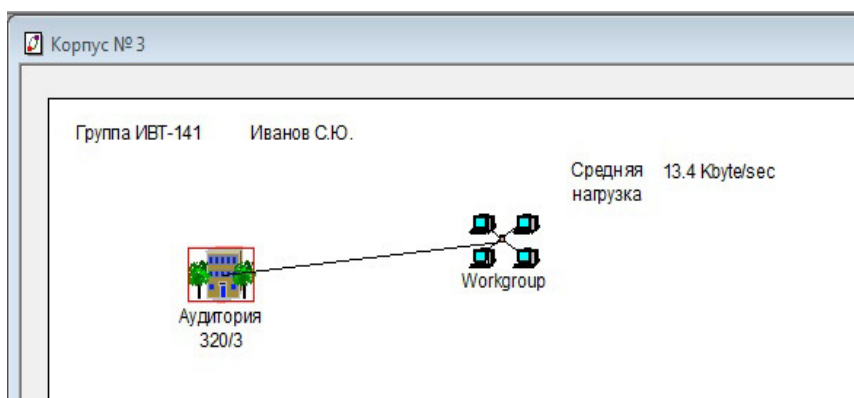 Корпус № 3
Группа ИВТ-141 Иванов С.Ю.
Средняя 13.4 Kbyte/sec
нагрузка
Workgroup
Аудитория
320/3